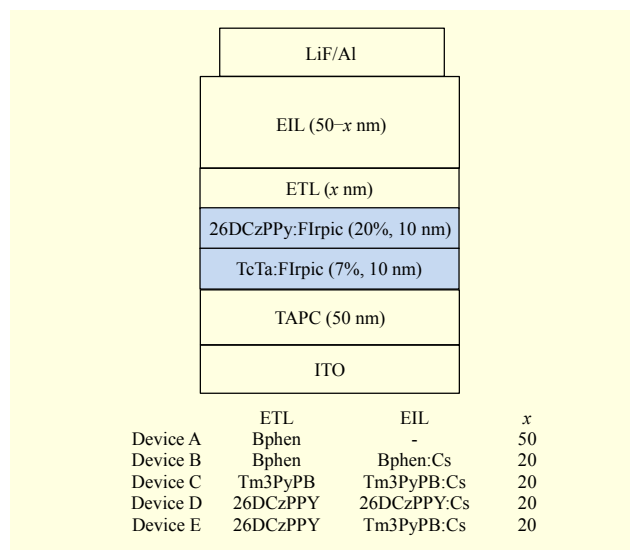 LiF/Al
EIL (50−x nm)
ETL (x nm)
26DCzPPy:FIrpic (20%, 10 nm)
TcTa:FIrpic (7%, 10 nm)
TAPC (50 nm)
ITO
ETL EIL x
Device A Bphen - 50
Device B Bphen Bphen:Cs 20
Device C Tm3PyPB Tm3PyPB:Cs 20
Device D 26DCzPPY 26DCzPPY:Cs 20
Device E 26DCzPPY Tm3PyPB:Cs 20